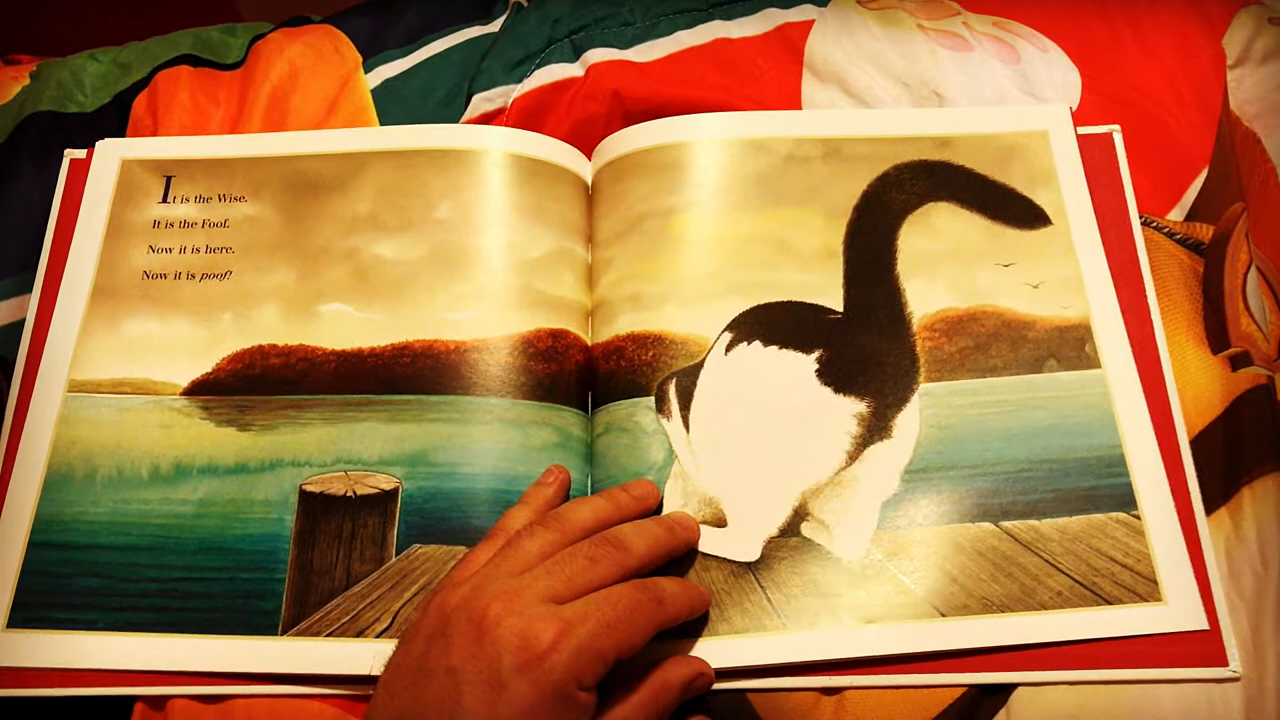 It is the Wise.
It is the Foof.
Now it is here.
Now it is poof!